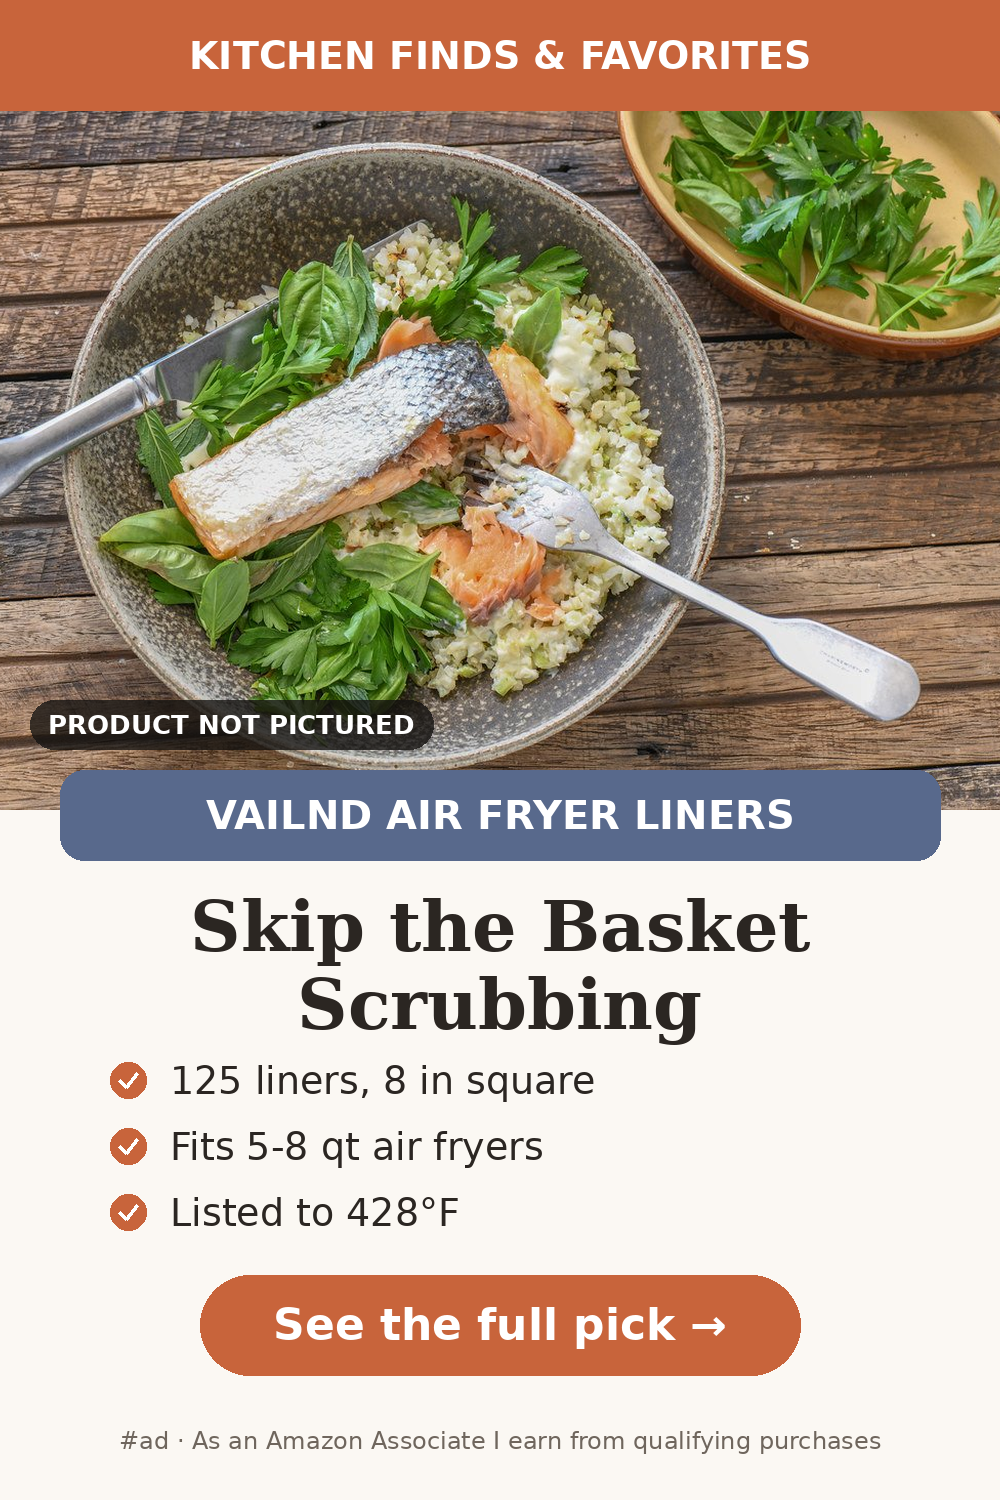 KITCHEN FINDS & FAVORITES
PRODUCT NOT PICTURED
VAILND AIR FRYER LINERS
Skip the Basket
Scrubbing
125 liners, 8 in square
Fits 5-8 qt air fryers
Listed to 428°F
See the full pick →
#ad · As an Amazon Associate I earn from qualifying purchases